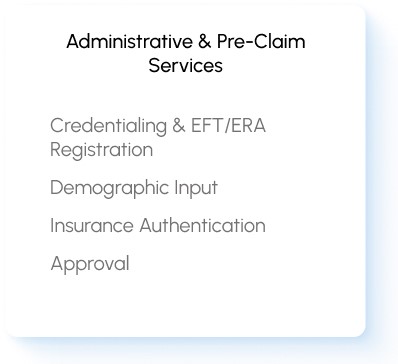 Administrative & Pre-Claim
Services
Credentialing & EFT/ERA
Registration
Demographic Input
Insurance Authentication
Approval